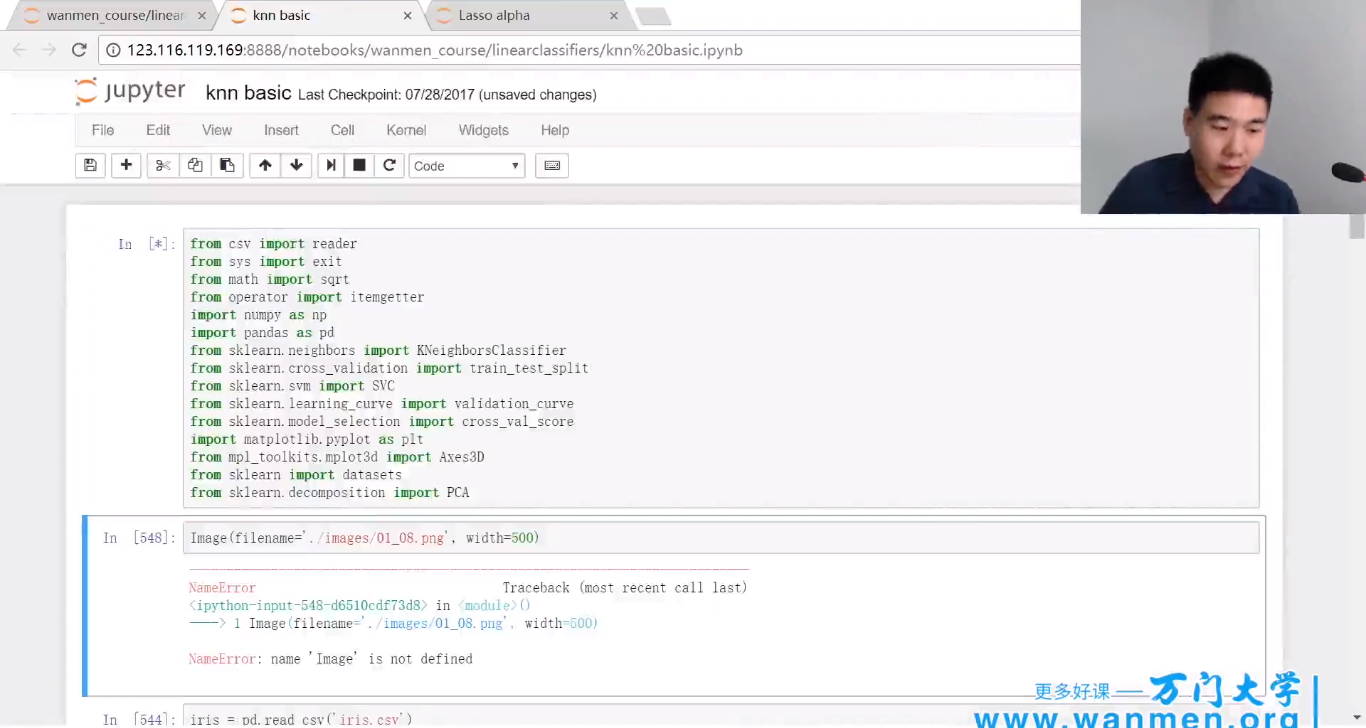 wanmen_course/linear
knn basic
Lasso alpha
123.116.119.169:8888/notebooks/wanmen_course/linearclassifiers/knn%20basic.ipynb
jupyter knn basic Last Checkpoint: 07/28/2017 (unsaved changes)
File Edit View Insert Cell Kernel Widgets Help
Code
In [*]:
from csv import reader
from sys import exit
from math import sqrt
from operator import itemgetter
import numpy as np
import pandas as pd
from sklearn.neighbors import KNeighborsClassifier
from sklearn.cross_validation import train_test_split
from sklearn.svm import SVC
from sklearn.learning_curve import validation_curve
from sklearn.model_selection import cross_val_score
import matplotlib.pyplot as plt
from mpl_toolkits.mplot3d import Axes3D
from sklearn import datasets
from sklearn.decomposition import PCA
In [548]: Image(filename='./images/01_08.png', width=500)
NameError Traceback (most recent call last)
<ipython-input-548-d6510cdf73d8> in <module>()
----> 1 Image(filename='./images/01_08.png', width=500)
NameError: name 'Image' is not defined
In [544]: iris = pd.read_csv('iris.csv')
更多好课 — 万门大学
www.wanmen.org